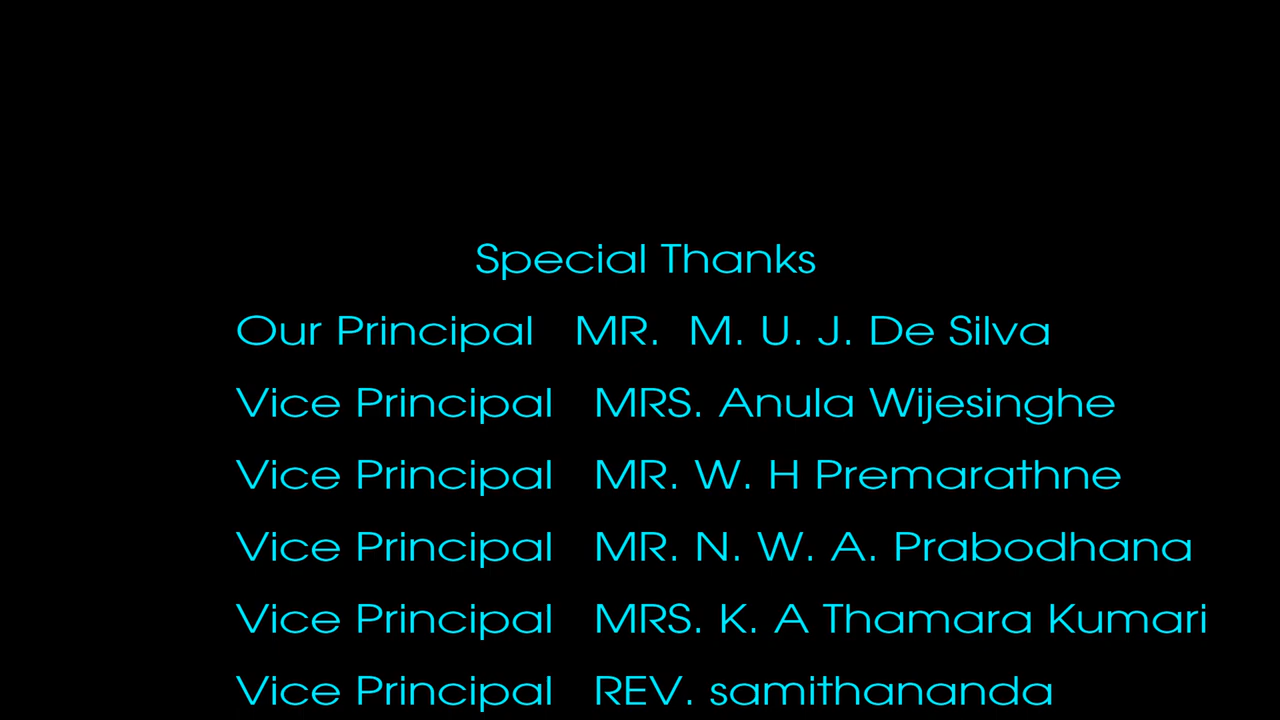 Special Thanks
Our Principal MR. M. U. J. De Silva
Vice Principal MRS. Anula Wijesinghe
Vice Principal MR. W. H Premarathne
Vice Principal MR. N. W. A. Prabodhana
Vice Principal MRS. K. A Thamara Kumari
Vice Principal REV. samithananda